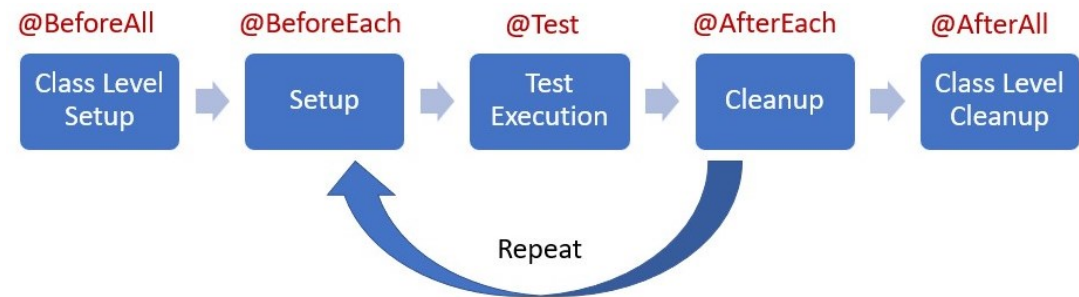 @BeforeAll
@BeforeEach
@Test
@AfterEach
@AfterAll
Class Level
Setup
Setup
Test
Execution
Cleanup
Class Level
Cleanup
Repeat